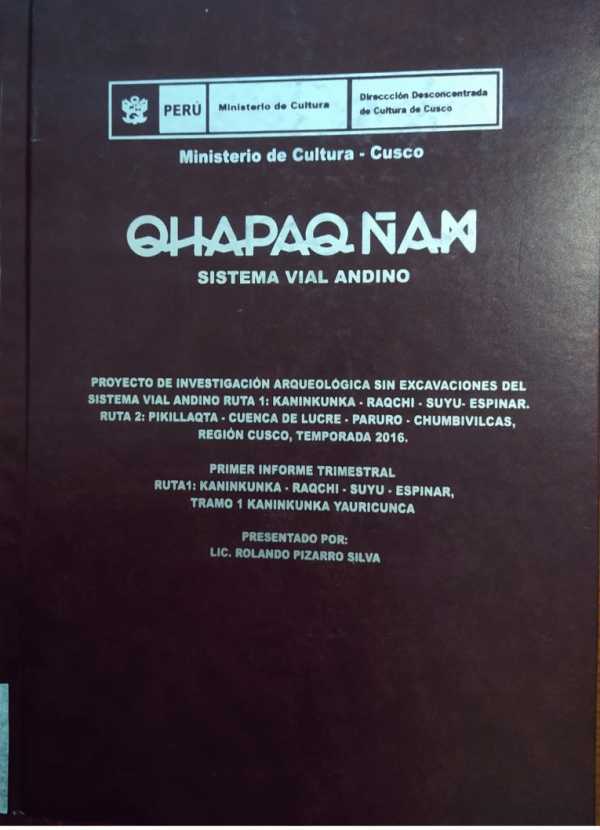 PERÚ
Ministerio de Cultura
Direccción Desconcentrada
de Cultura de Cusco
Ministerio de Cultura - Cusco
QHAPAQ ÑAN
SISTEMA VIAL ANDINO
PROYECTO DE INVESTIGACIÓN ARQUEOLÓGICA SIN EXCAVACIONES DEL
SISTEMA VIAL ANDINO RUTA 1: KANINKUNKA - RAQCHI - SUYU- ESPINAR.
RUTA 2: PIKILLAQTA - CUENCA DE LUCRE - PARURO - CHUMBIVILCAS,
REGIÓN CUSCO, TEMPORADA 2016.
PRIMER INFORME TRIMESTRAL
RUTA1: KANINKUNKA - RAQCHI - SUYU - ESPINAR,
TRAMO 1 KANINKUNKA YAURICUNCA
PRESENTADO POR:
LIC. ROLANDO PIZARRO SILVA